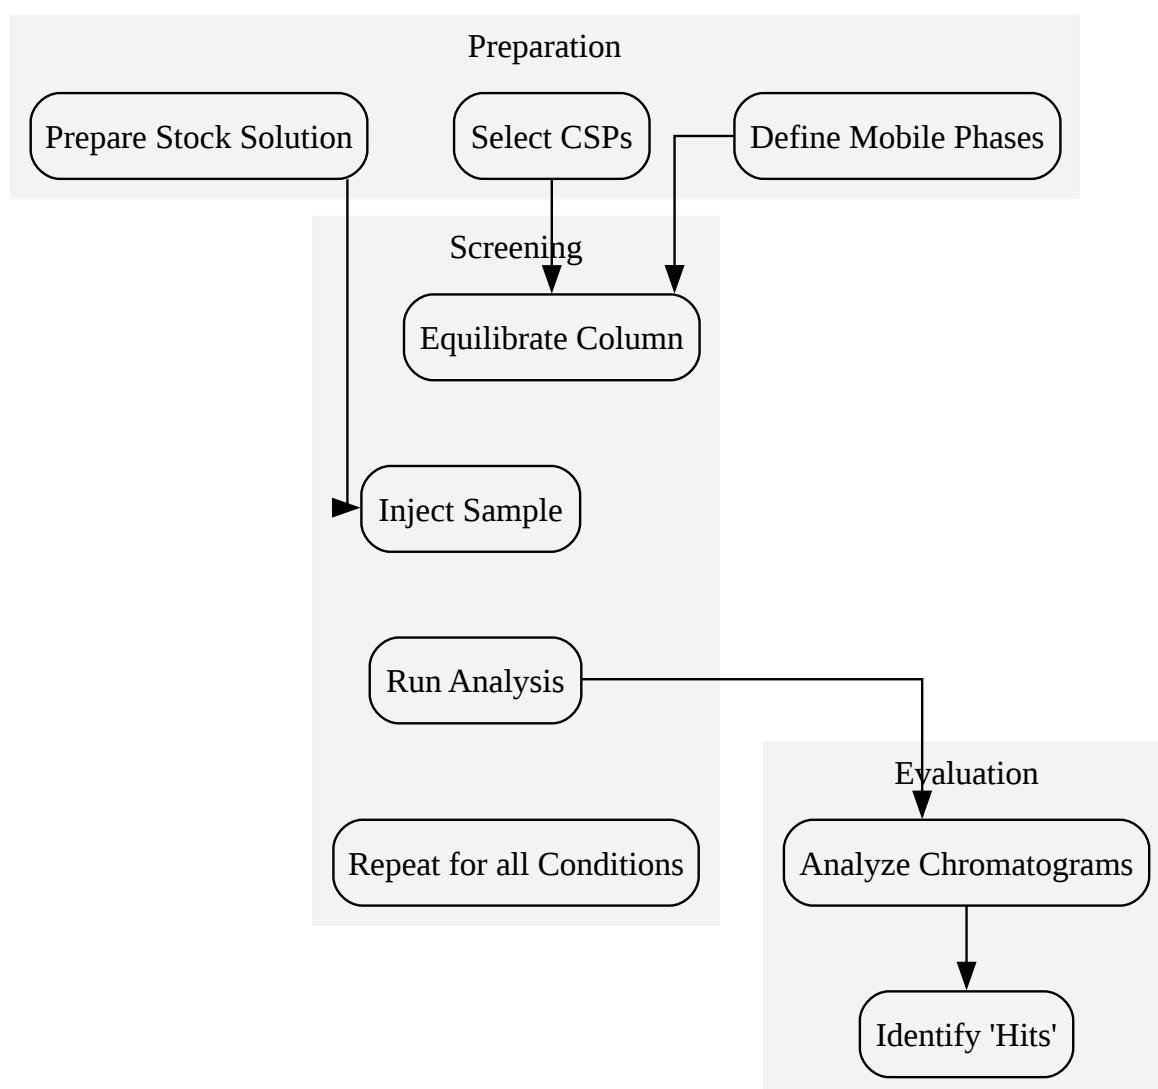 Preparation
Prepare Stock Solution
Select CSPs
Define Mobile Phases
Screening
Equilibrate Column
Inject Sample
Run Analysis
Repeat for all Conditions
Evaluation
Analyze Chromatograms
Identify 'Hits'